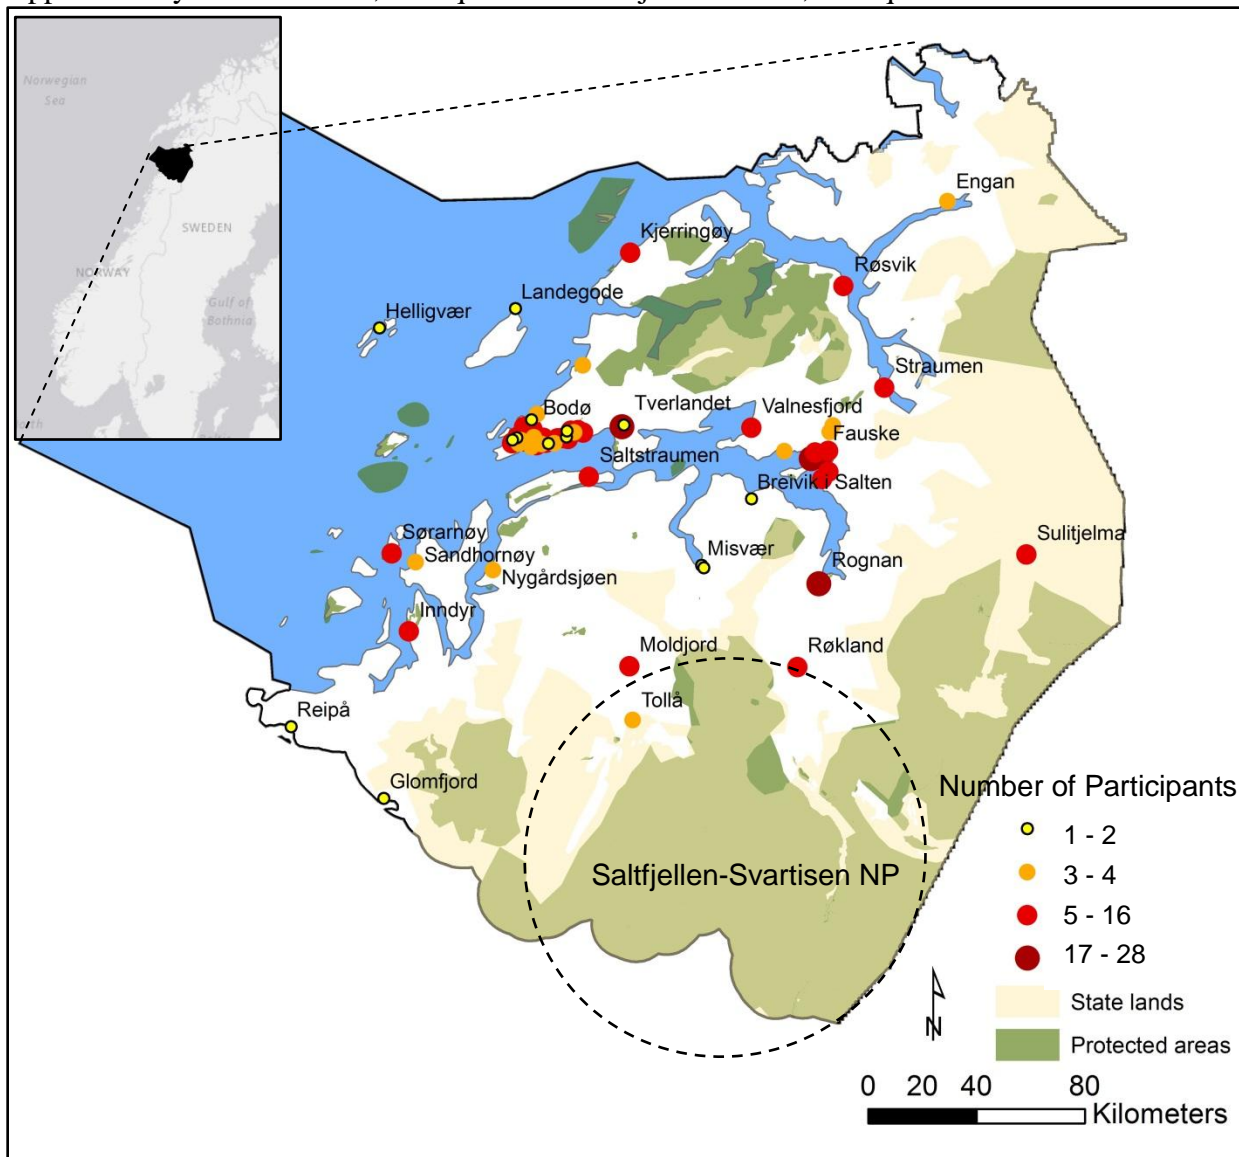 Norwegian
Sea
SWEDEN
NORWAY
Gulf of
Bothnia
Engan
Kjerringøy
Røsvik
Landegode
Helligvær
Straumen
Bodø
Tverlandet
Valnesfjord
Fauske
Saltstraumen
Breivik i Salten
Sørarnøy
Sandhornøy
Misvær
Sulitjelma
Nygårdsjøen
Rognan
Inndyr
Moldjord
Røkland
Tollå
Reipå
Glomfjord
Saltfjellen-Svartisen NP
Number of Participants
1 - 2
3 - 4
5 - 16
17 - 28
N
State lands
Protected areas
0 20 40 80
Kilometers